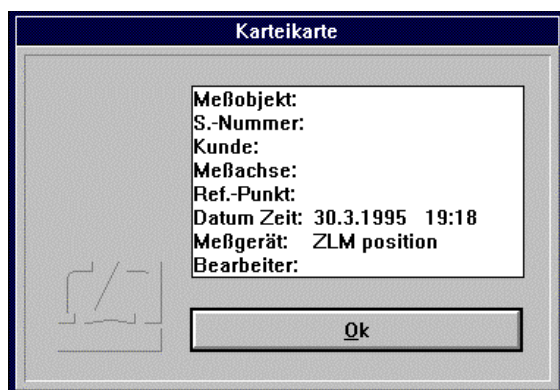 Karteikarte
Meßobjekt:
S.-Nummer:
Kunde:
Meßachse:
Ref.-Punkt:
Datum Zeit: 30.3.1995 19:18
Meßgerät: ZLM position
Bearbeiter:
Ok